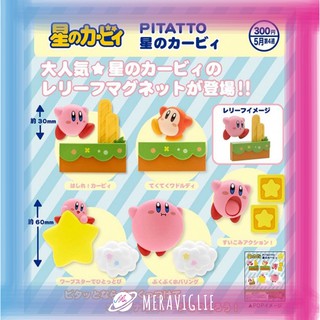 星のカービィ
PITATTO
星のカービィ
300円
5月第4週
大人気★星のカービィの
レリーフマグネットが登場!!
レリーフイメージ
約30mm
はしれ!カービィ
てくてくワドルディ
約60mm
ワープスターでひとっとび
ぷくぷくホバリング
すいこみアクション!
MERAVIGLIE